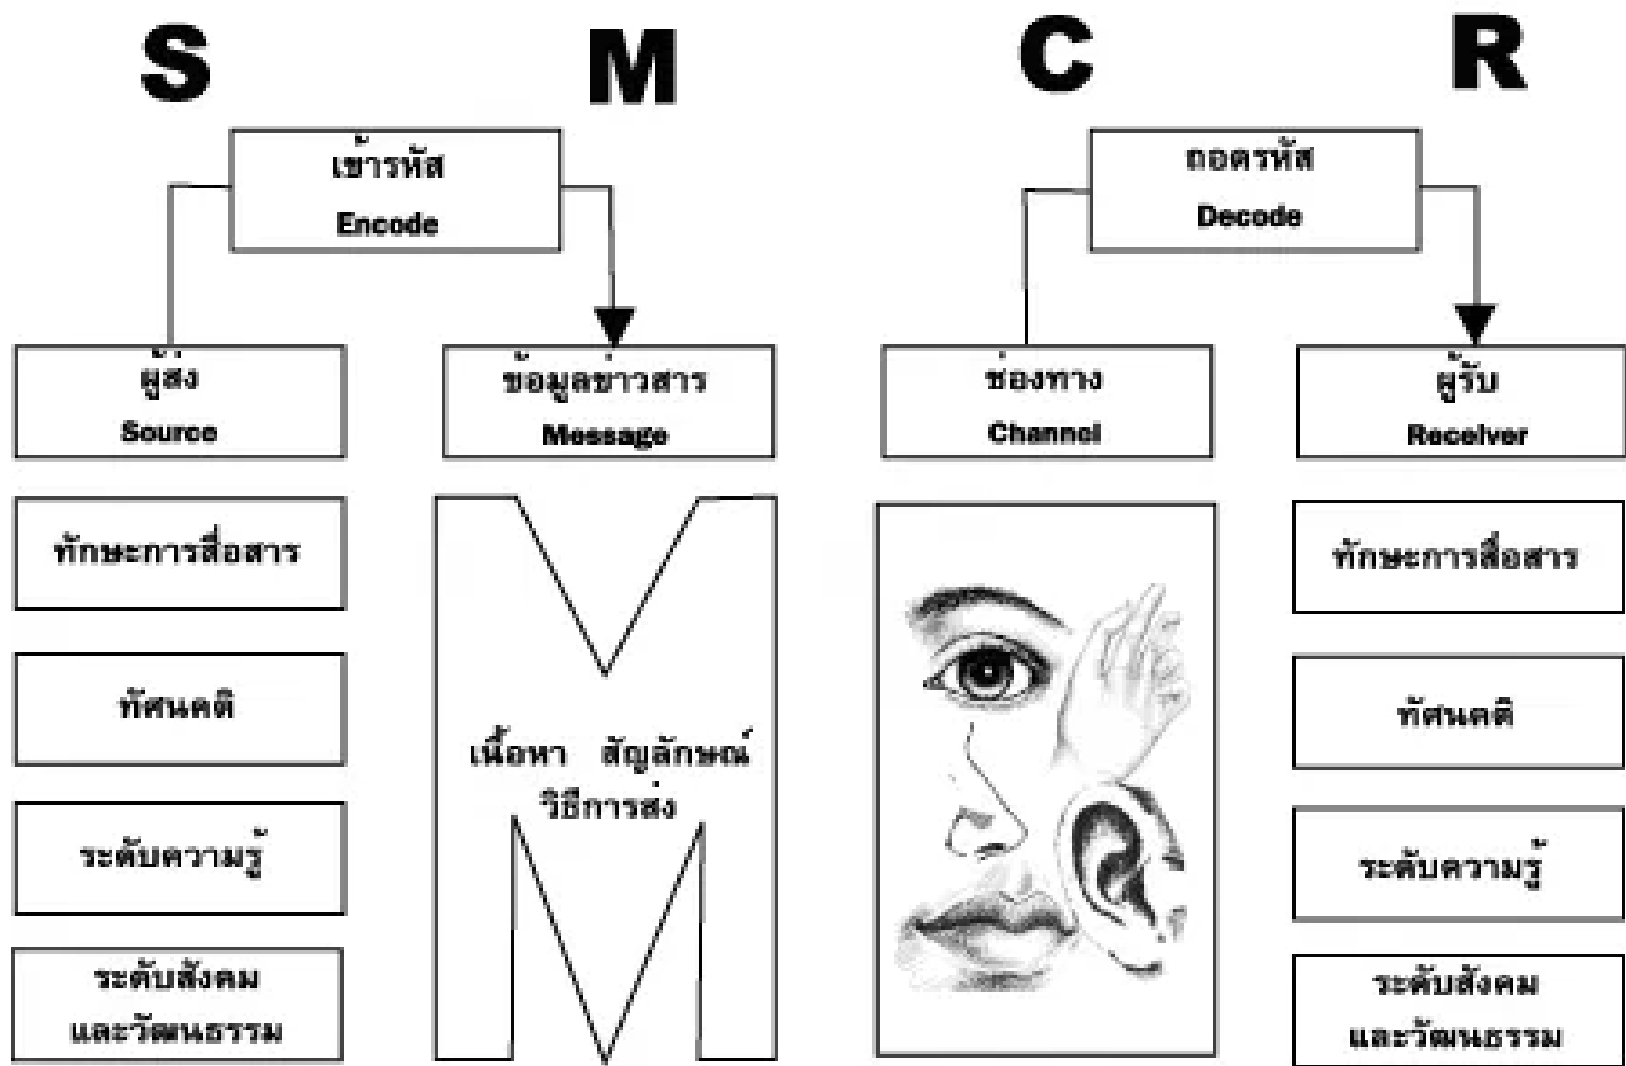 S
M
C
R
เข้ารหัส
Encode
ถอดรหัส
Decode
ผู้ส่ง
Source
ข้อมูลข่าวสาร
Message
ช่องทาง
Channel
ผู้รับ
Receiver
ทักษะการสื่อสาร
ทัศนคติ
ระดับความรู้
ระดับสังคม
และวัฒนธรรม
เนื้อหา สัญลักษณ์
วิธีการส่ง
ทักษะการสื่อสาร
ทัศนคติ
ระดับความรู้
ระดับสังคม
และวัฒนธรรม